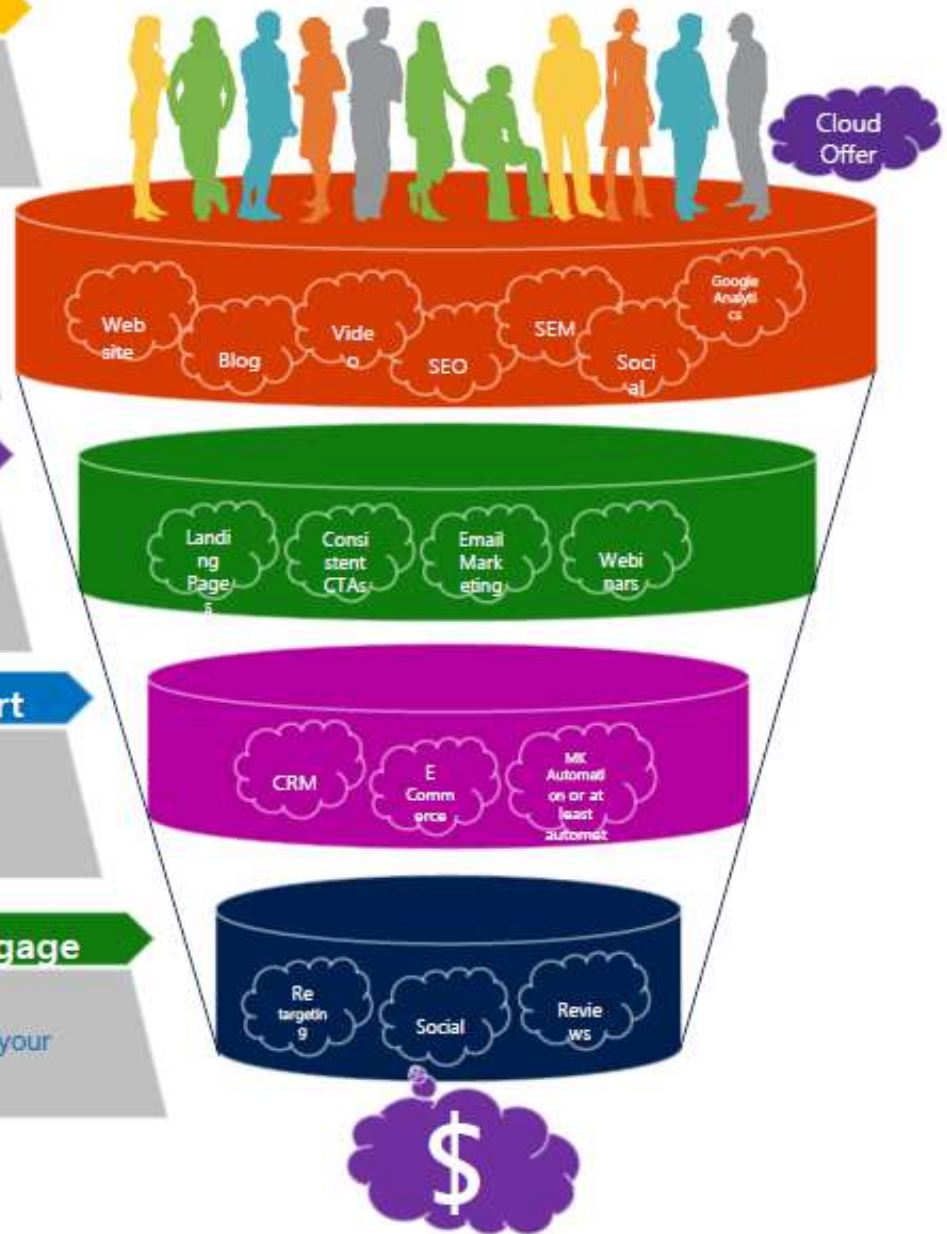 Cloud
Offer
Web
site
Blog
Vide
o
SEO
SEM
Soci
al
Google
Analyti
cs
Landi
ng
Page
s
Consi
stent
CTAs
Email
Mark
eting
Webi
nars
rt
CRM
E
Comm
erce
MK
Automati
on or at
least
automat
gage
your
Re
targetin
g
Social
Revie
ws
$